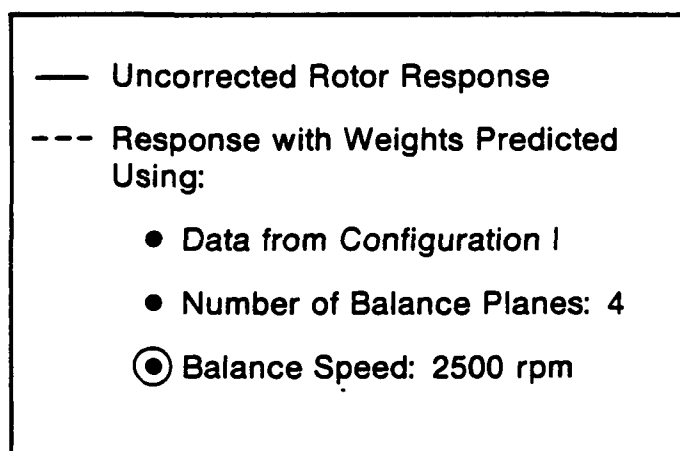 — Uncorrected Rotor Response
--- Response with Weights Predicted
Using:
● Data from Configuration I
● Number of Balance Planes: 4
⦿ Balance Speed: 2500 rpm